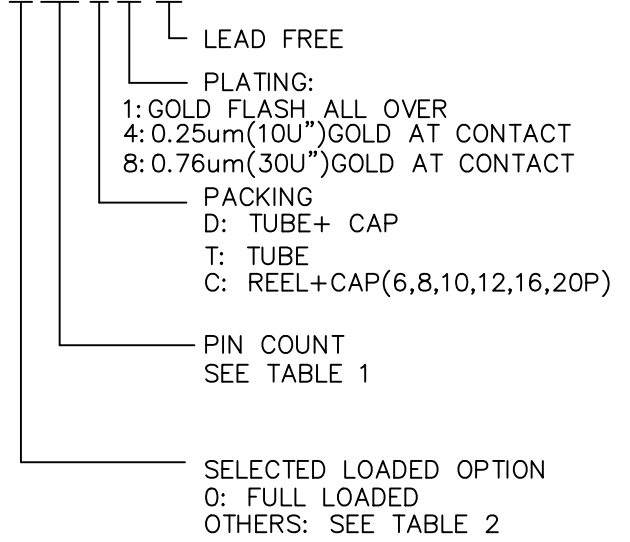 LEAD FREE
PLATING:
1: GOLD FLASH ALL OVER
4: 0.25um(10U")GOLD AT CONTACT
8: 0.76um(30U")GOLD AT CONTACT
PACKING
D: TUBE+ CAP
T: TUBE
C: REEL+CAP(6,8,10,12,16,20P)
PIN COUNT
SEE TABLE 1
SELECTED LOADED OPTION
0: FULL LOADED
OTHERS: SEE TABLE 2